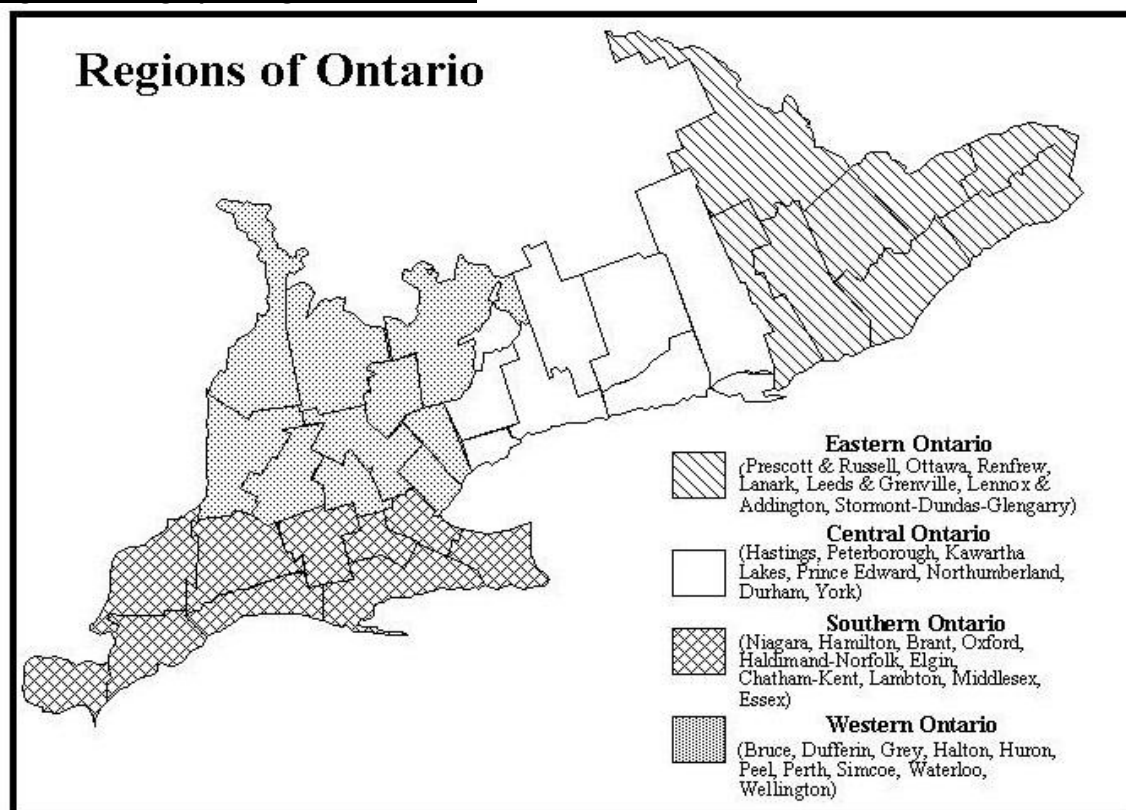 Regions of Ontario
Eastern Ontario
(Prescott & Russell, Ottawa, Renfrew,
Lanark, Leeds & Grenville, Lennox &
Addington, Stormont-Dundas-Glengarry)
Central Ontario
(Hastings, Peterborough, Kawartha
Lakes, Prince Edward, Northumberland,
Durham, York)
Southern Ontario
(Niagara, Hamilton, Brant, Oxford,
Haldimand-Norfolk, Elgin,
Chatham-Kent, Lambton, Middlesex,
Essex)
Western Ontario
(Bruce, Dufferin, Grey, Halton, Huron,
Peel, Perth, Simcoe, Waterloo,
Wellington)